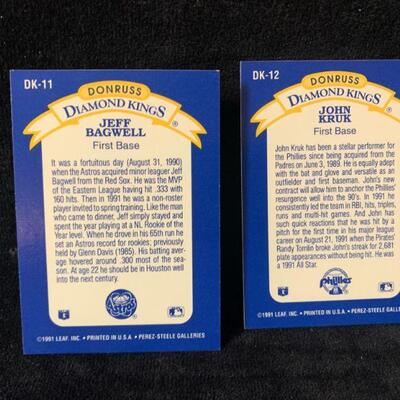 DK-11
DONRUSS
DIAMOND KINGS
®
JEFF
BAGWELL
First Base
It was a fortuitous day (August 31, 1990)
when the Astros acquired minor leaguer Jeff
Bagwell from the Red Sox. He was the MVP
of the Eastern League having hit .333 with
160 hits. Then in 1991 he was a non-roster
player invited to spring training. Like the man
who came to dinner, Jeff simply stayed and
spent the year playing at a NL Rookie of the
Year level. When he drove in his 65th run he
set an Astros record for rookies; previously
held by Glenn Davis (1985). His batting aver-
age hovered around .300 most of the sea-
son. At age 22 he should be in Houston well
into the next century.
©1991 LEAF, INC. • PRINTED IN U.S.A. • PEREZ-STEELE GALLERIES
DK-12
DONRUSS
DIAMOND KINGS
®
JOHN
KRUK
First Base
John Kruk has been a stellar performer for
the Phillies since being acquired from the
Padres on June 3, 1989. He is equally adept
with the bat and glove and versatile as an
outfielder and first baseman. John's new
contract will allow him to anchor the Phillies'
resurgence well into the 90's. In 1991 he
consistently led the team in RBI, hits, triples,
runs and multi-hit games. And John has
such quick reactions that he was hit by a
pitch for the first time in his major league
career on August 21, 1991 when the Pirates'
Randy Tomlin broke John's streak for 2,681
plate appearances without being hit. He was
a 1991 All Star.
Phillies
©1991 LEAF, INC. • PRINTED IN U.S.A. • PEREZ-STEELE GALLERIES